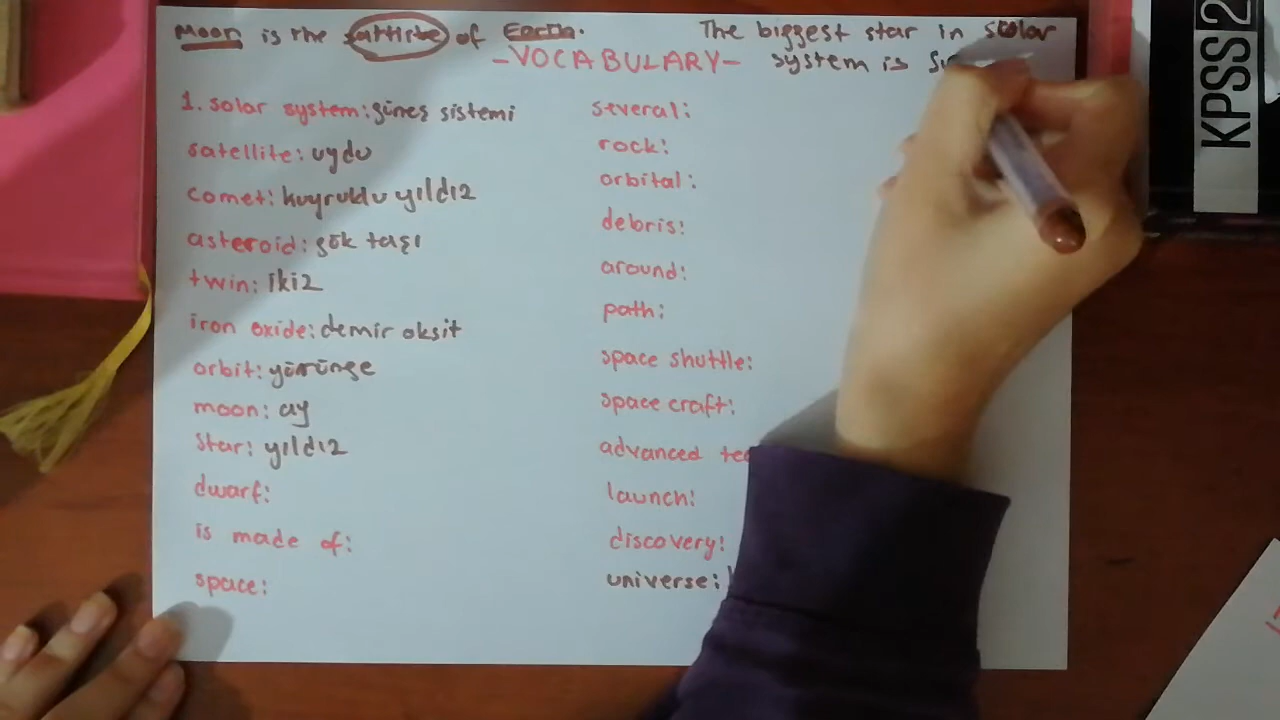 Moon is the of Earth.
The biggest star in solar
system is
-VOCABULARY-
1. solar system: güneş sistemi
satellite: uydu
comet: kuyruklu yıldız
asteroid: gök taşı
twin: ikiz
iron oxide: demir oksit
orbit: yörünge
moon: ay
star: yıldız
dwarf:
is made of:
space:
several:
rock:
orbital:
debris:
around:
path:
space shuttle:
space craft:
advanced
launch:
discovery:
universe:
KPSS